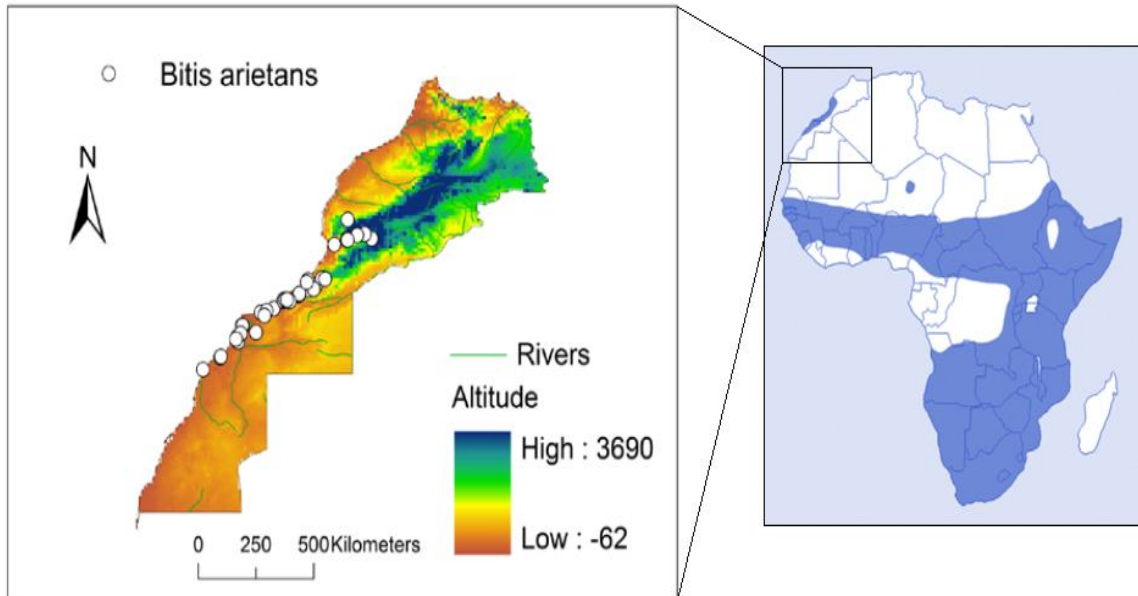 Bitis arietans
N
Rivers
Altitude
High : 3690
Low : -62
0 250 500Kilometers